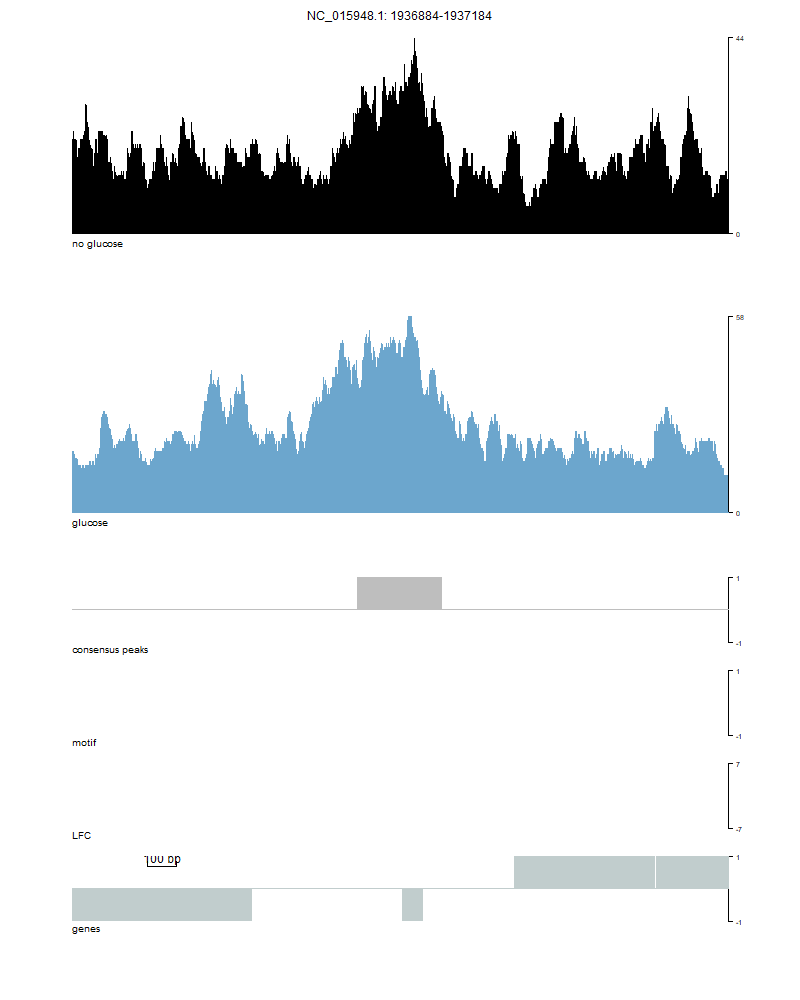 NC_015948.1: 1936884-1937184
44
0
no glucose
58
0
glucose
1
-1
consensus peaks
1
-1
motif
7
-7
LFC
100 bp
1
-1
genes